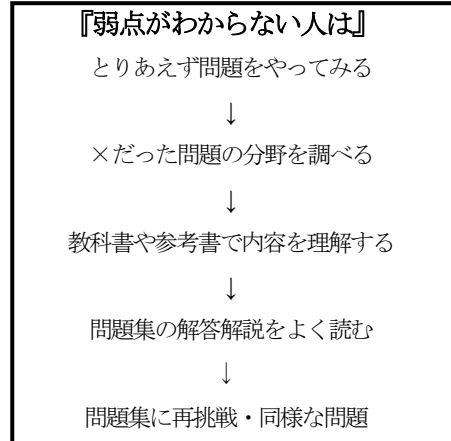 『弱点がわからない人は』
とりあえず問題をやってみる
↓
×だった問題の分野を調べる
↓
教科書や参考書で内容を理解する
↓
問題集の解答解説をよく読む
↓
問題集に再挑戦・同様な問題